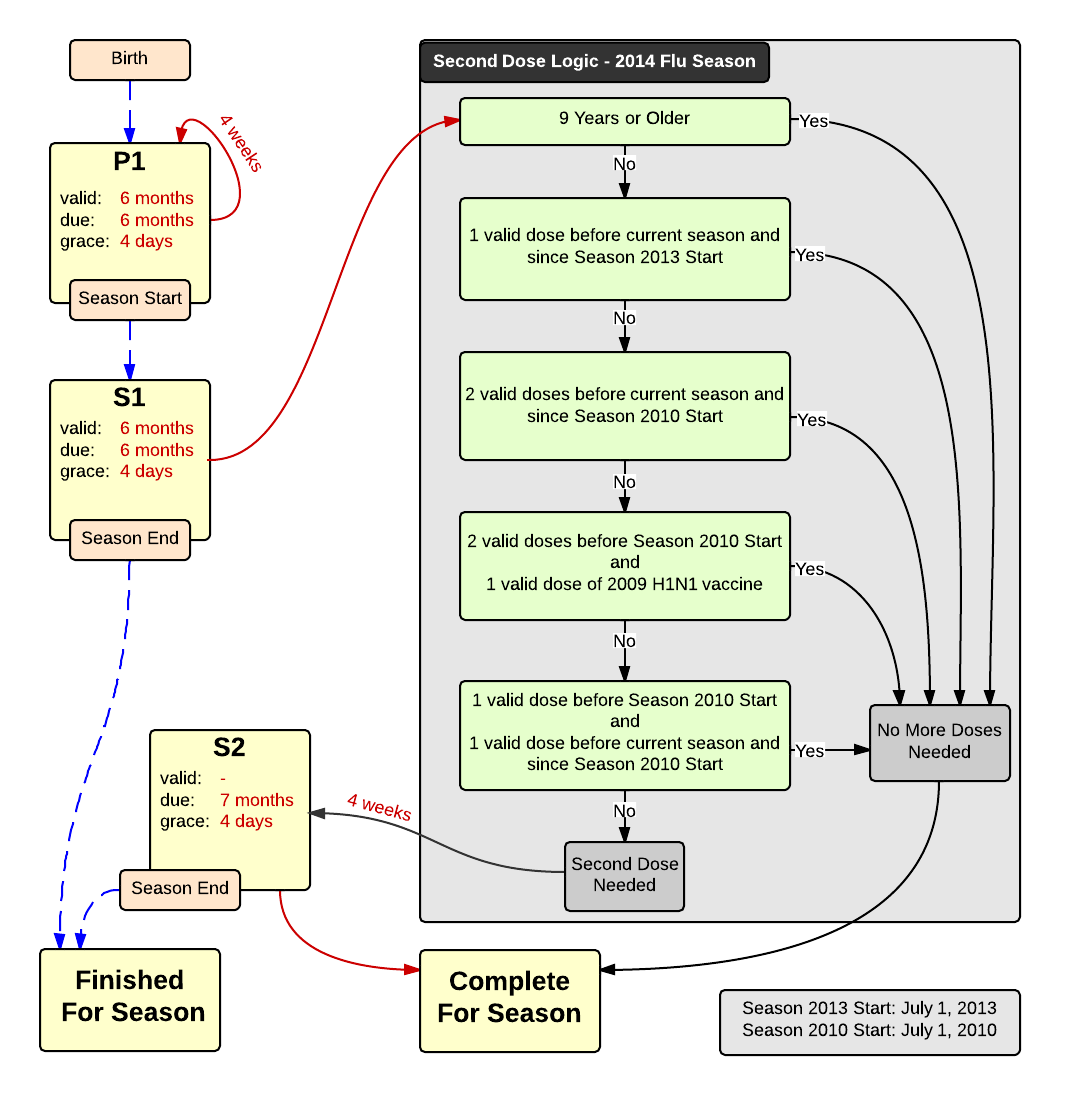 Birth
4 weeks
P1
valid: 6 months
due: 6 months
grace: 4 days
Season Start
S1
valid: 6 months
due: 6 months
grace: 4 days
Season End
Second Dose Logic - 2014 Flu Season
9 Years or Older
Yes
No
1 valid dose before current season and
since Season 2013 Start
Yes
No
2 valid doses before current season and
since Season 2010 Start
Yes
No
2 valid doses before Season 2010 Start
and
1 valid dose of 2009 H1N1 vaccine
Yes
No
1 valid dose before Season 2010 Start
and
1 valid dose before current season and
since Season 2010 Start
Yes
No More Doses
Needed
No
Second Dose
Needed
4 weeks
S2
valid: -
due: 7 months
grace: 4 days
Season End
Finished
For Season
Complete
For Season
Season 2013 Start: July 1, 2013
Season 2010 Start: July 1, 2010